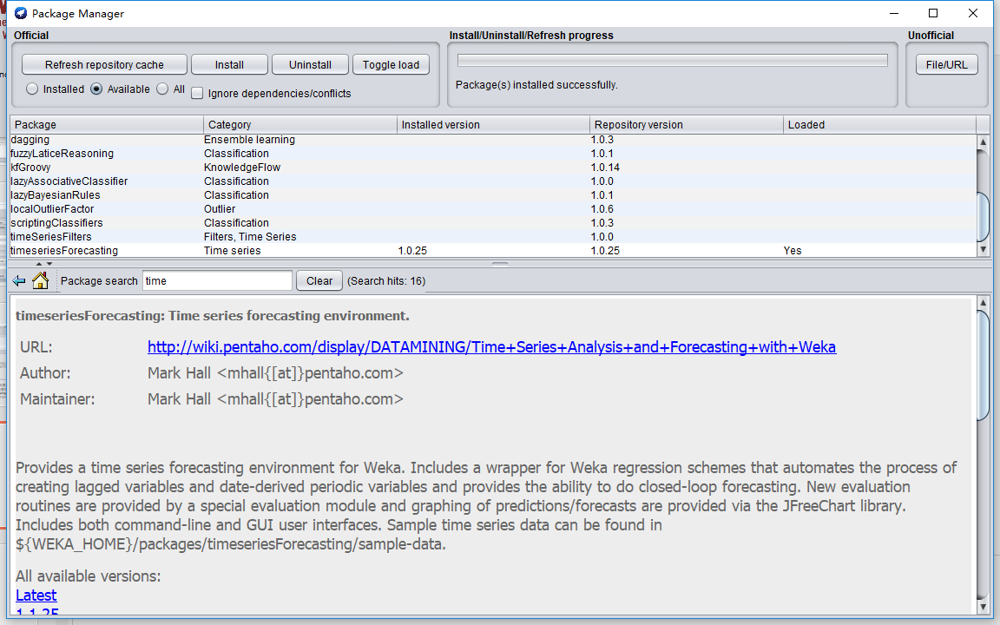 Package Manager
Official
Install/Uninstall/Refresh progress
Unofficial
Refresh repository cache
Install
Uninstall
Toggle load
File/URL
Installed
Available
All
Ignore dependencies/conflicts
Package(s) installed successfully.
Package Category Installed version Repository version Loaded
dagging Ensemble learning 1.0.3
fuzzyLaticeReasoning Classification 1.0.1
kfGroovy KnowledgeFlow 1.0.14
lazyAssociativeClassifier Classification 1.0.0
lazyBayesianRules Classification 1.0.1
localOutlierFactor Outlier 1.0.6
scriptingClassifiers Classification 1.0.3
timeSeriesFilters Filters, Time Series 1.0.0
timeseriesForecasting Time series 1.0.25 1.0.25 Yes
Package search time Clear (Search hits: 16)
timeseriesForecasting: Time series forecasting environment.
URL: http://wiki.pentaho.com/display/DATAMINING/Time+Series+Analysis+and+Forecasting+with+Weka
Author: Mark Hall <mhall{[at]}pentaho.com>
Maintainer: Mark Hall <mhall{[at]}pentaho.com>
Provides a time series forecasting environment for Weka. Includes a wrapper for Weka regression schemes that automates the process of
creating lagged variables and date-derived periodic variables and provides the ability to do closed-loop forecasting. New evaluation
routines are provided by a special evaluation module and graphing of predictions/forecasts are provided via the JFreeChart library.
Includes both command-line and GUI user interfaces. Sample time series data can be found in
${WEKA_HOME}/packages/timeseriesForecasting/sample-data.
All available versions:
Latest
1.1.25